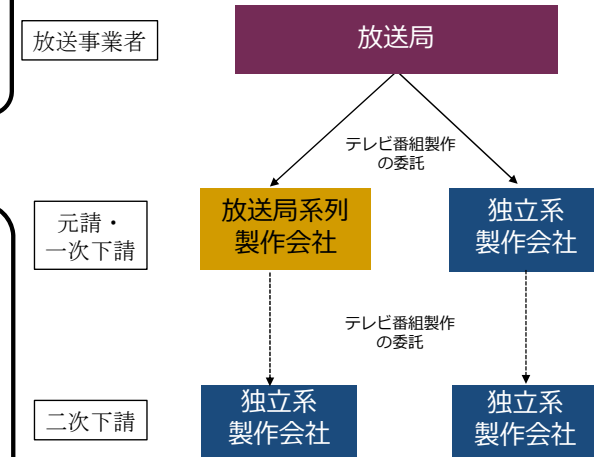 放送事業者
放送局
テレビ番組製作
の委託
元請・
一次下請
放送局系列
製作会社
独立系
製作会社
テレビ番組製作
の委託
二次下請
独立系
製作会社
独立系
製作会社